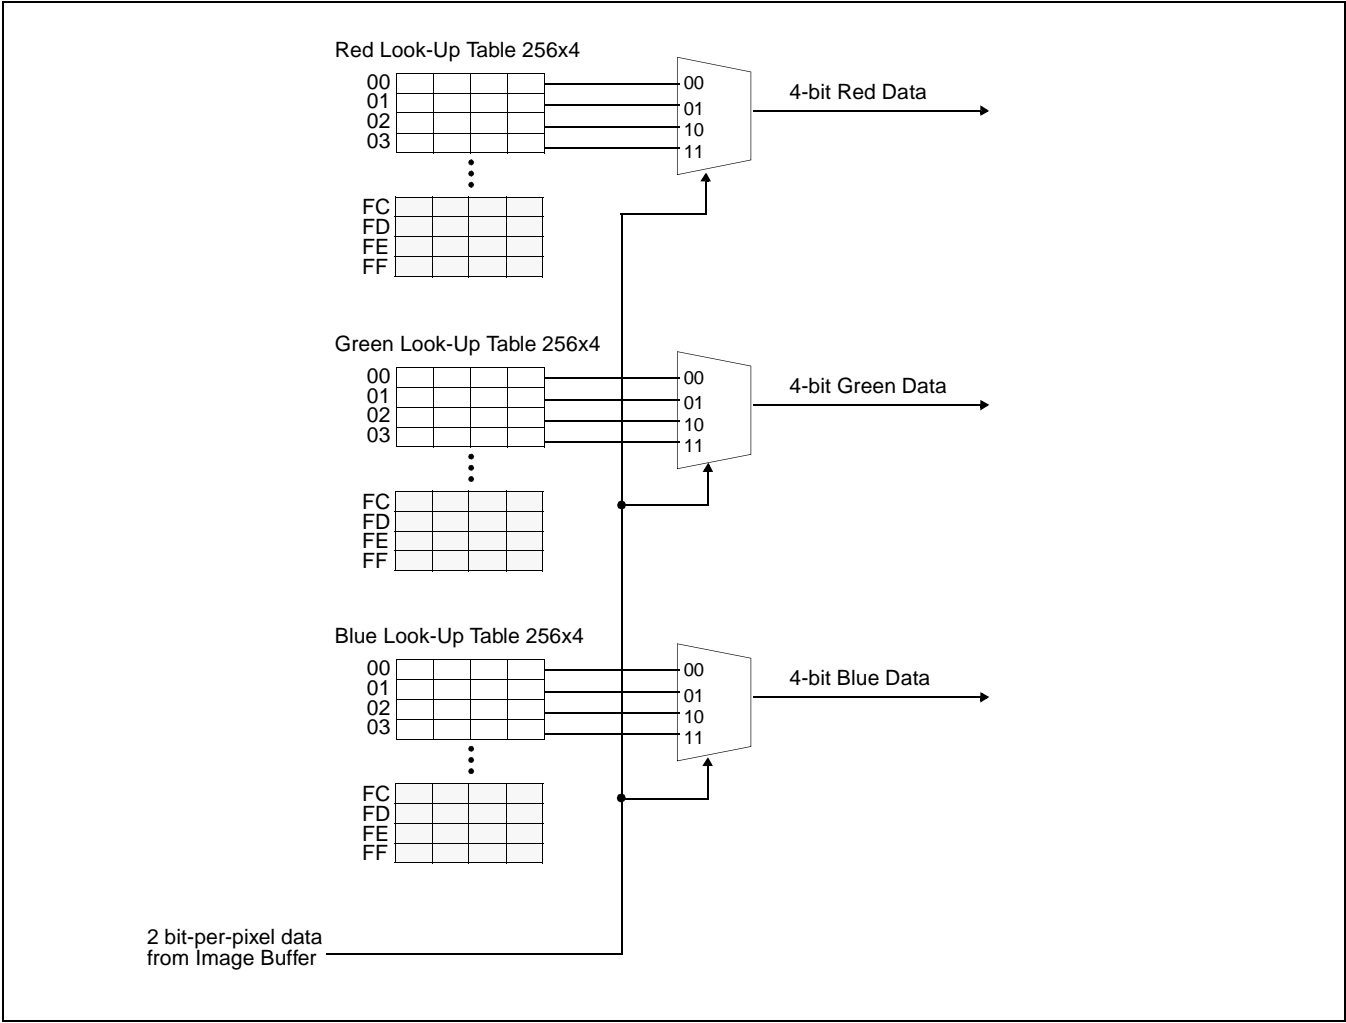 Red Look-Up Table 256x4
00
01
02
03
FC
FD
FE
FF
00
01
10
11
4-bit Red Data
Green Look-Up Table 256x4
00
01
02
03
FC
FD
FE
FF
00
01
10
11
4-bit Green Data
Blue Look-Up Table 256x4
00
01
02
03
FC
FD
FE
FF
00
01
10
11
4-bit Blue Data
2 bit-per-pixel data
from Image Buffer